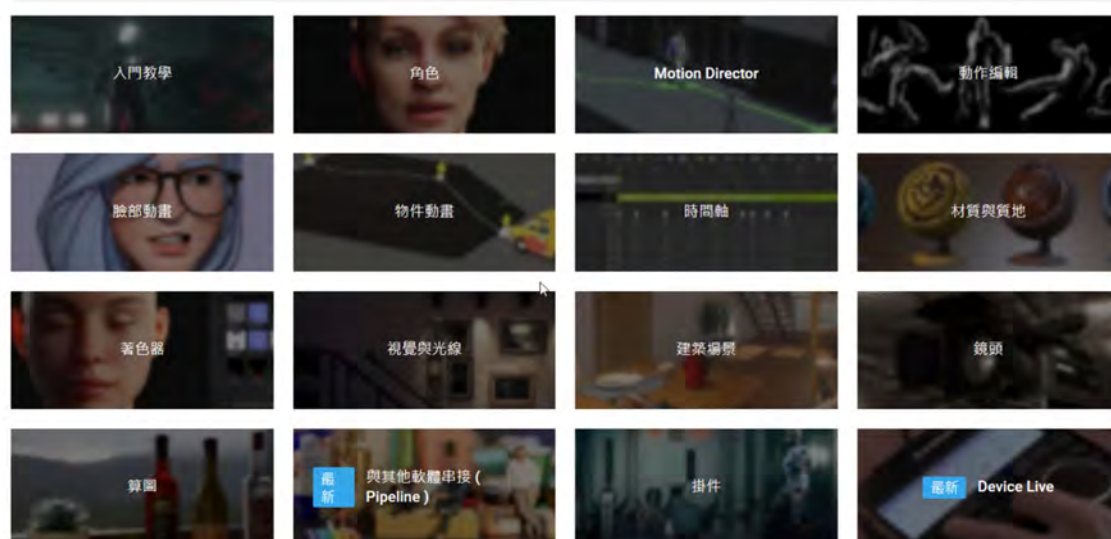 入門教學
角色
Motion Director
動作編輯
臉部動畫
物件動畫
時間軸
材質與質地
著色器
視覺與光線
建築場景
鏡頭
算圖
最新
與其他軟體串接 (
Pipeline )
掛件
最新 Device Live